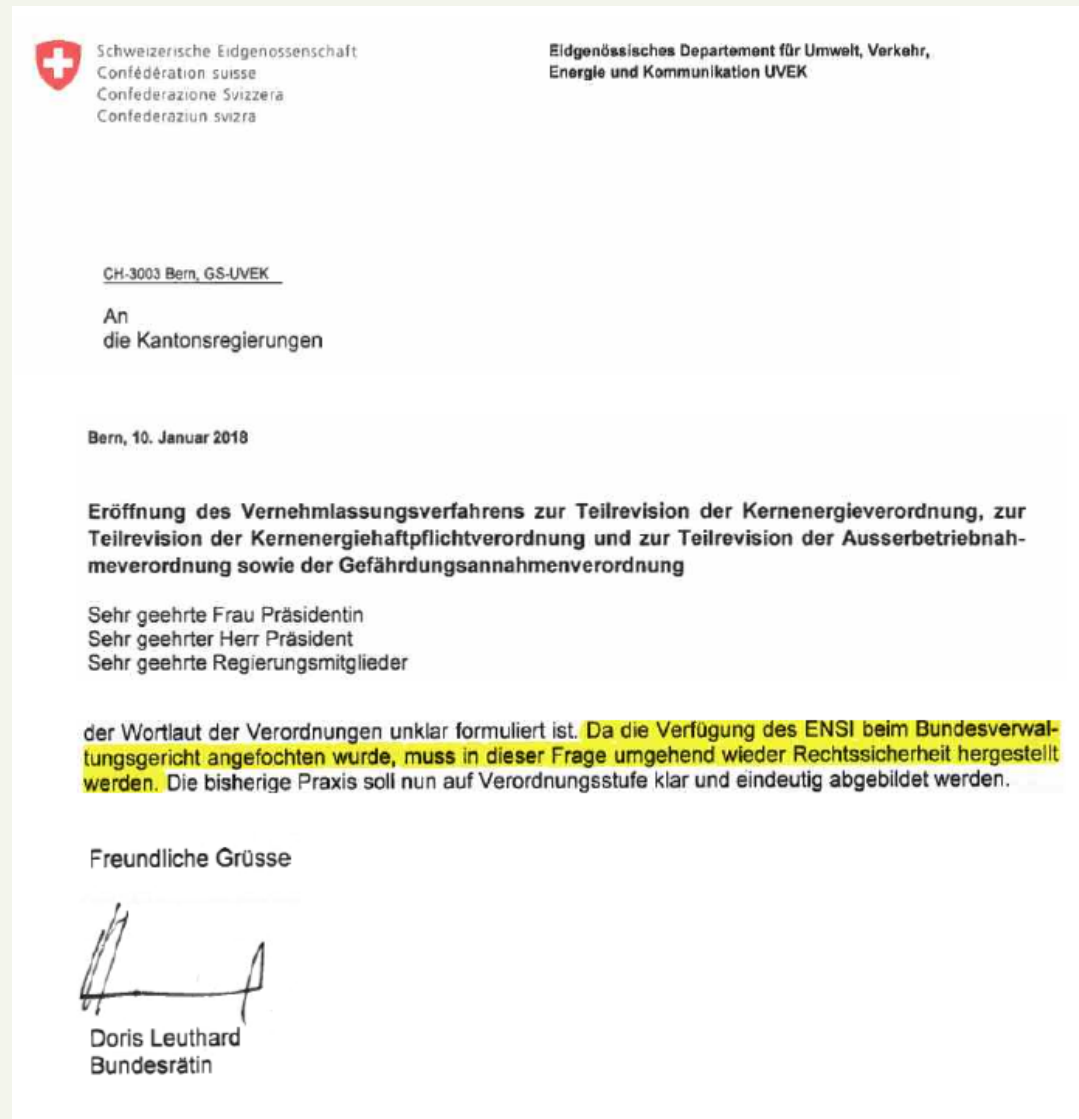 Schweizerische Eidgenossenschaft
Confédération suisse
Confederazione Svizzera
Confederaziun svizra
Eidgenössisches Departement für Umwelt, Verkehr,
Energie und Kommunikation UVEK
CH-3003 Bern, GS-UVEK
An
die Kantonsregierungen
Bern, 10. Januar 2018
Eröffnung des Vernehmlassungsverfahrens zur Teilrevision der Kernenergieverordnung, zur
Teilrevision der Kernenergiehaftpflichtverordnung und zur Teilrevision der Ausserbetriebnah-
meverordnung sowie der Gefährdungsannahmenverordnung
Sehr geehrte Frau Präsidentin
Sehr geehrter Herr Präsident
Sehr geehrte Regierungsmitglieder
der Wortlaut der Verordnungen unklar formuliert ist. Da die Verfügung des ENSI beim Bundesverwal-
tungsgericht angefochten wurde, muss in dieser Frage umgehend wieder Rechtssicherheit hergestellt
werden. Die bisherige Praxis soll nun auf Verordnungsstufe klar und eindeutig abgebildet werden.
Freundliche Grüsse
Doris Leuthard
Bundesrätin